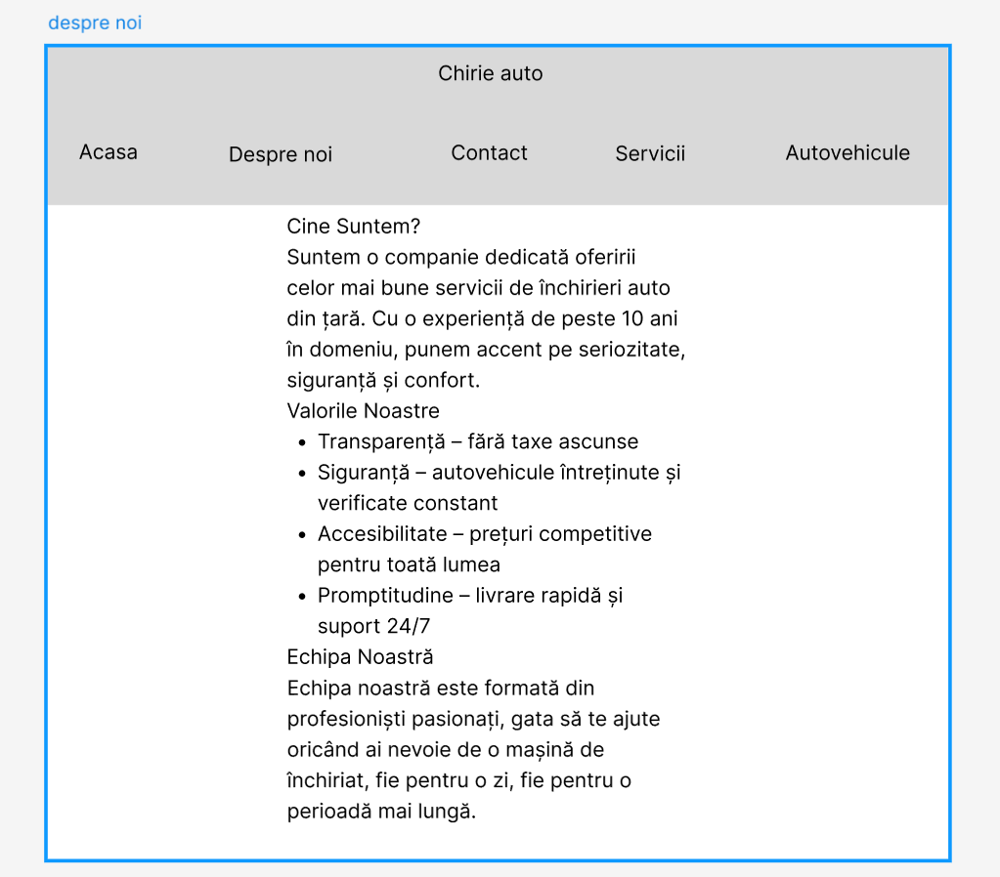 despre noi
Chirie auto
Acasa Despre noi Contact Servicii Autovehicule
Cine Suntem?
Suntem o companie dedicată oferirii
celor mai bune servicii de închirieri auto
din țară. Cu o experiență de peste 10 ani
în domeniu, punem accent pe seriozitate,
siguranță și confort.
Valorile Noastre
• Transparență – fără taxe ascunse
• Siguranță – autovehicule întreținute și
verificate constant
• Accesibilitate – prețuri competitive
pentru toată lumea
• Promptitudine – livrare rapidă și
suport 24/7
Echipa Noastră
Echipa noastră este formată din
profesioniști pasionați, gata să te ajute
oricând ai nevoie de o mașină de
închiriat, fie pentru o zi, fie pentru o
perioadă mai lungă.